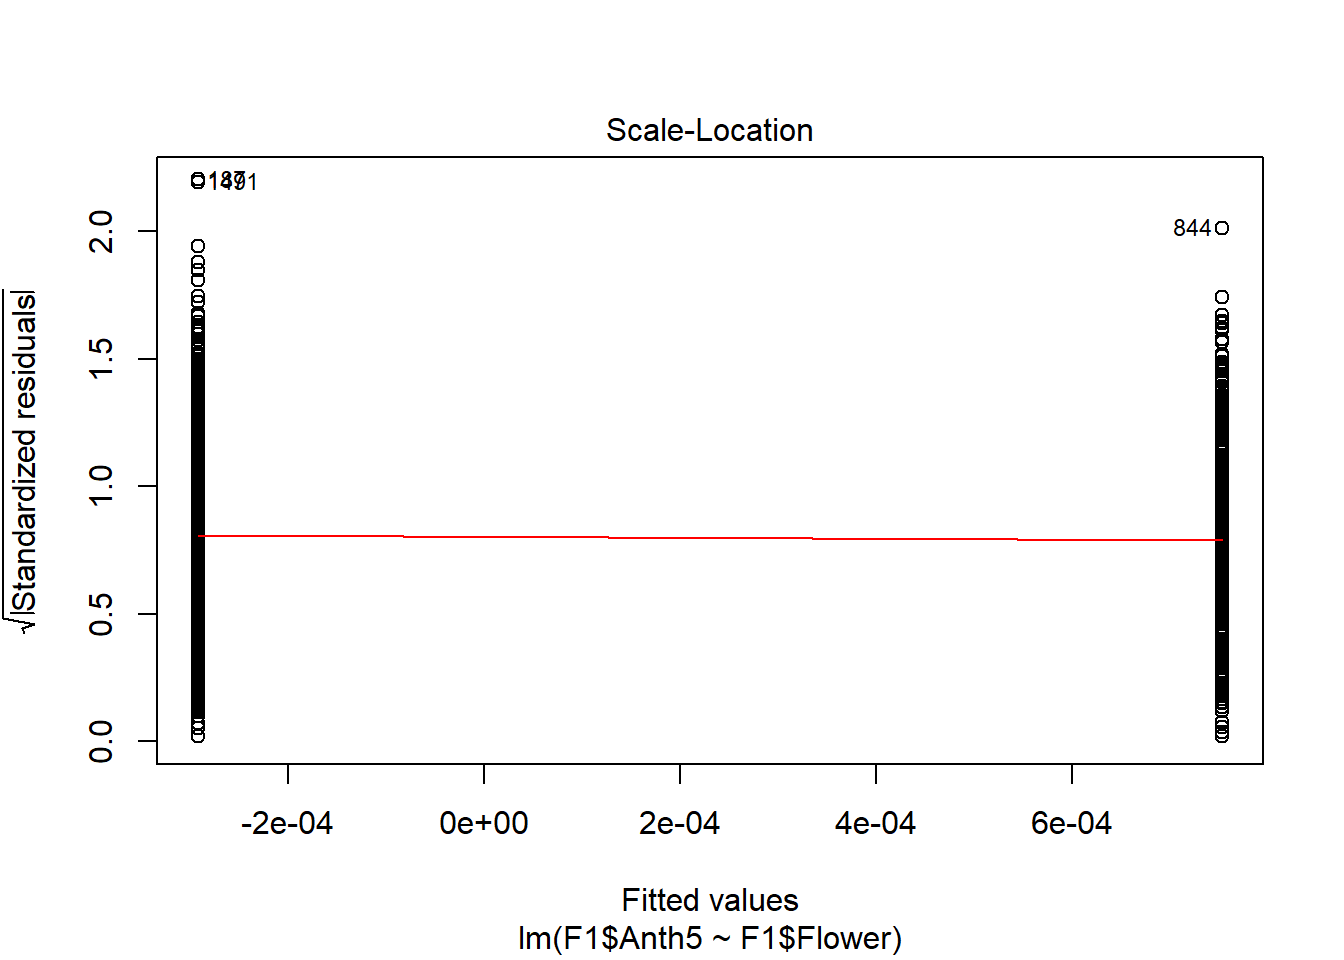 Scale-Location
1491
844
√|Standardized residuals|
2.0
1.5
1.0
0.5
0.0
-2e-04 0e+00 2e-04 4e-04 6e-04
Fitted values
lm(F1$Anth5 ~ F1$Flower)